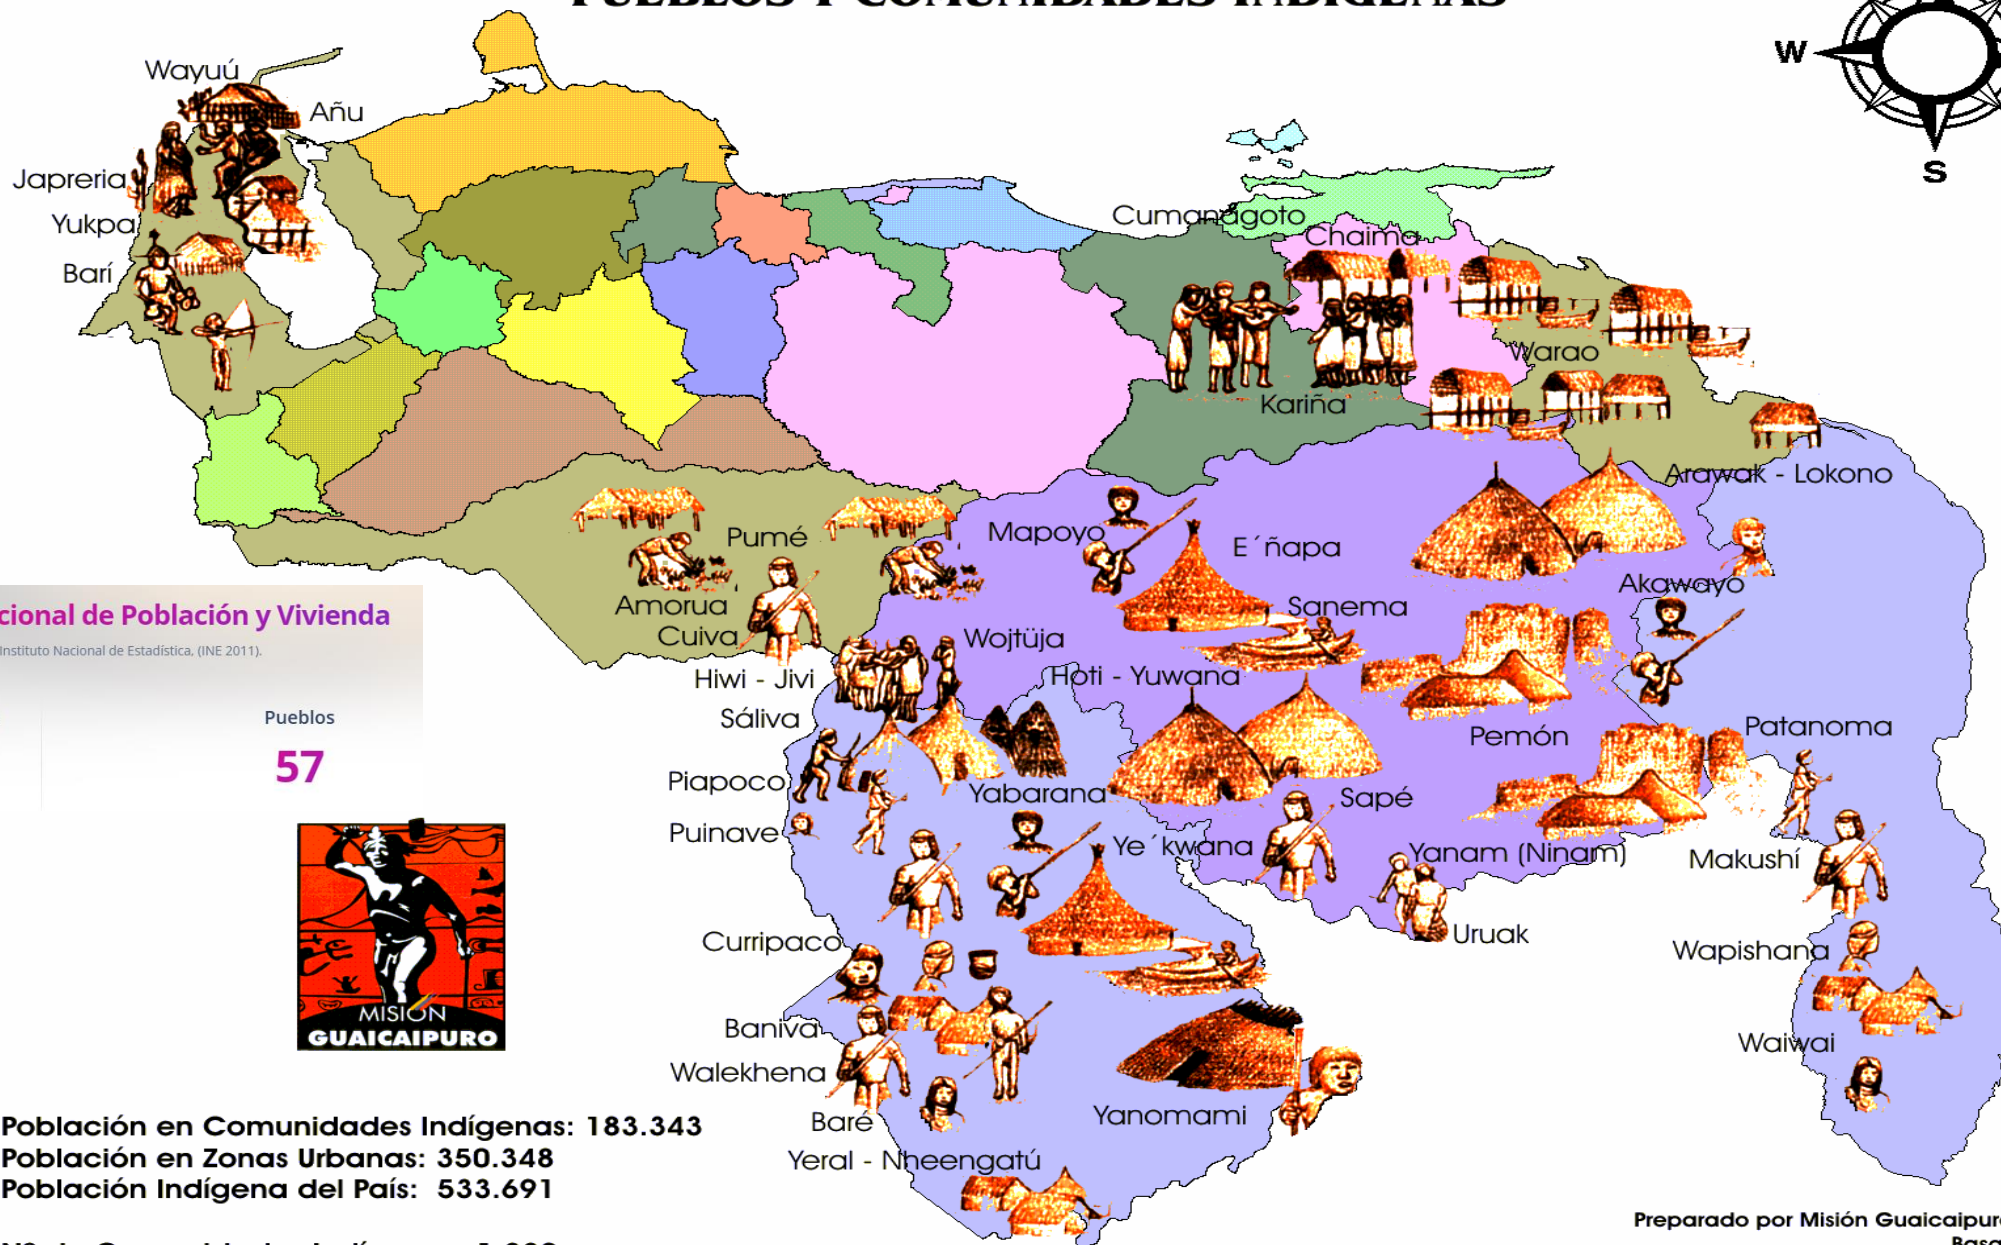 PUEBLOS Y COMUNIDADES INDIGENAS
W
S
Wayuú
Añu
Japreria
Yukpa
Barí
Cumanagoto
Chaima
Warao
Kariña
Arawak - Lokono
Pumé
Mapoyo
E´ñapa
Akawayo
Amorua
Sanema
Cuiva
Wojtüja
Hiwi - Jivi
Hoti - Yuwana
Sáliva
Pemón
Patanoma
Piapoco
Yabarana
Sapé
Puinave
Ye´kwana
Yanam (Ninam)
Makushí
Curripaco
Uruak
Wapishana
Baniva
Waiwai
Walekhena
Baré
Yanomami
Yeral - Nheengatú
cional de Población y Vivienda
Instituto Nacional de Estadística, (INE 2011).
Pueblos
57
MISIÓN
GUAICAIPURO
Población en Comunidades Indígenas: 183.343
Población en Zonas Urbanas: 350.348
Población Indígena del País: 533.691
Preparado por Misión Guaicaipuro